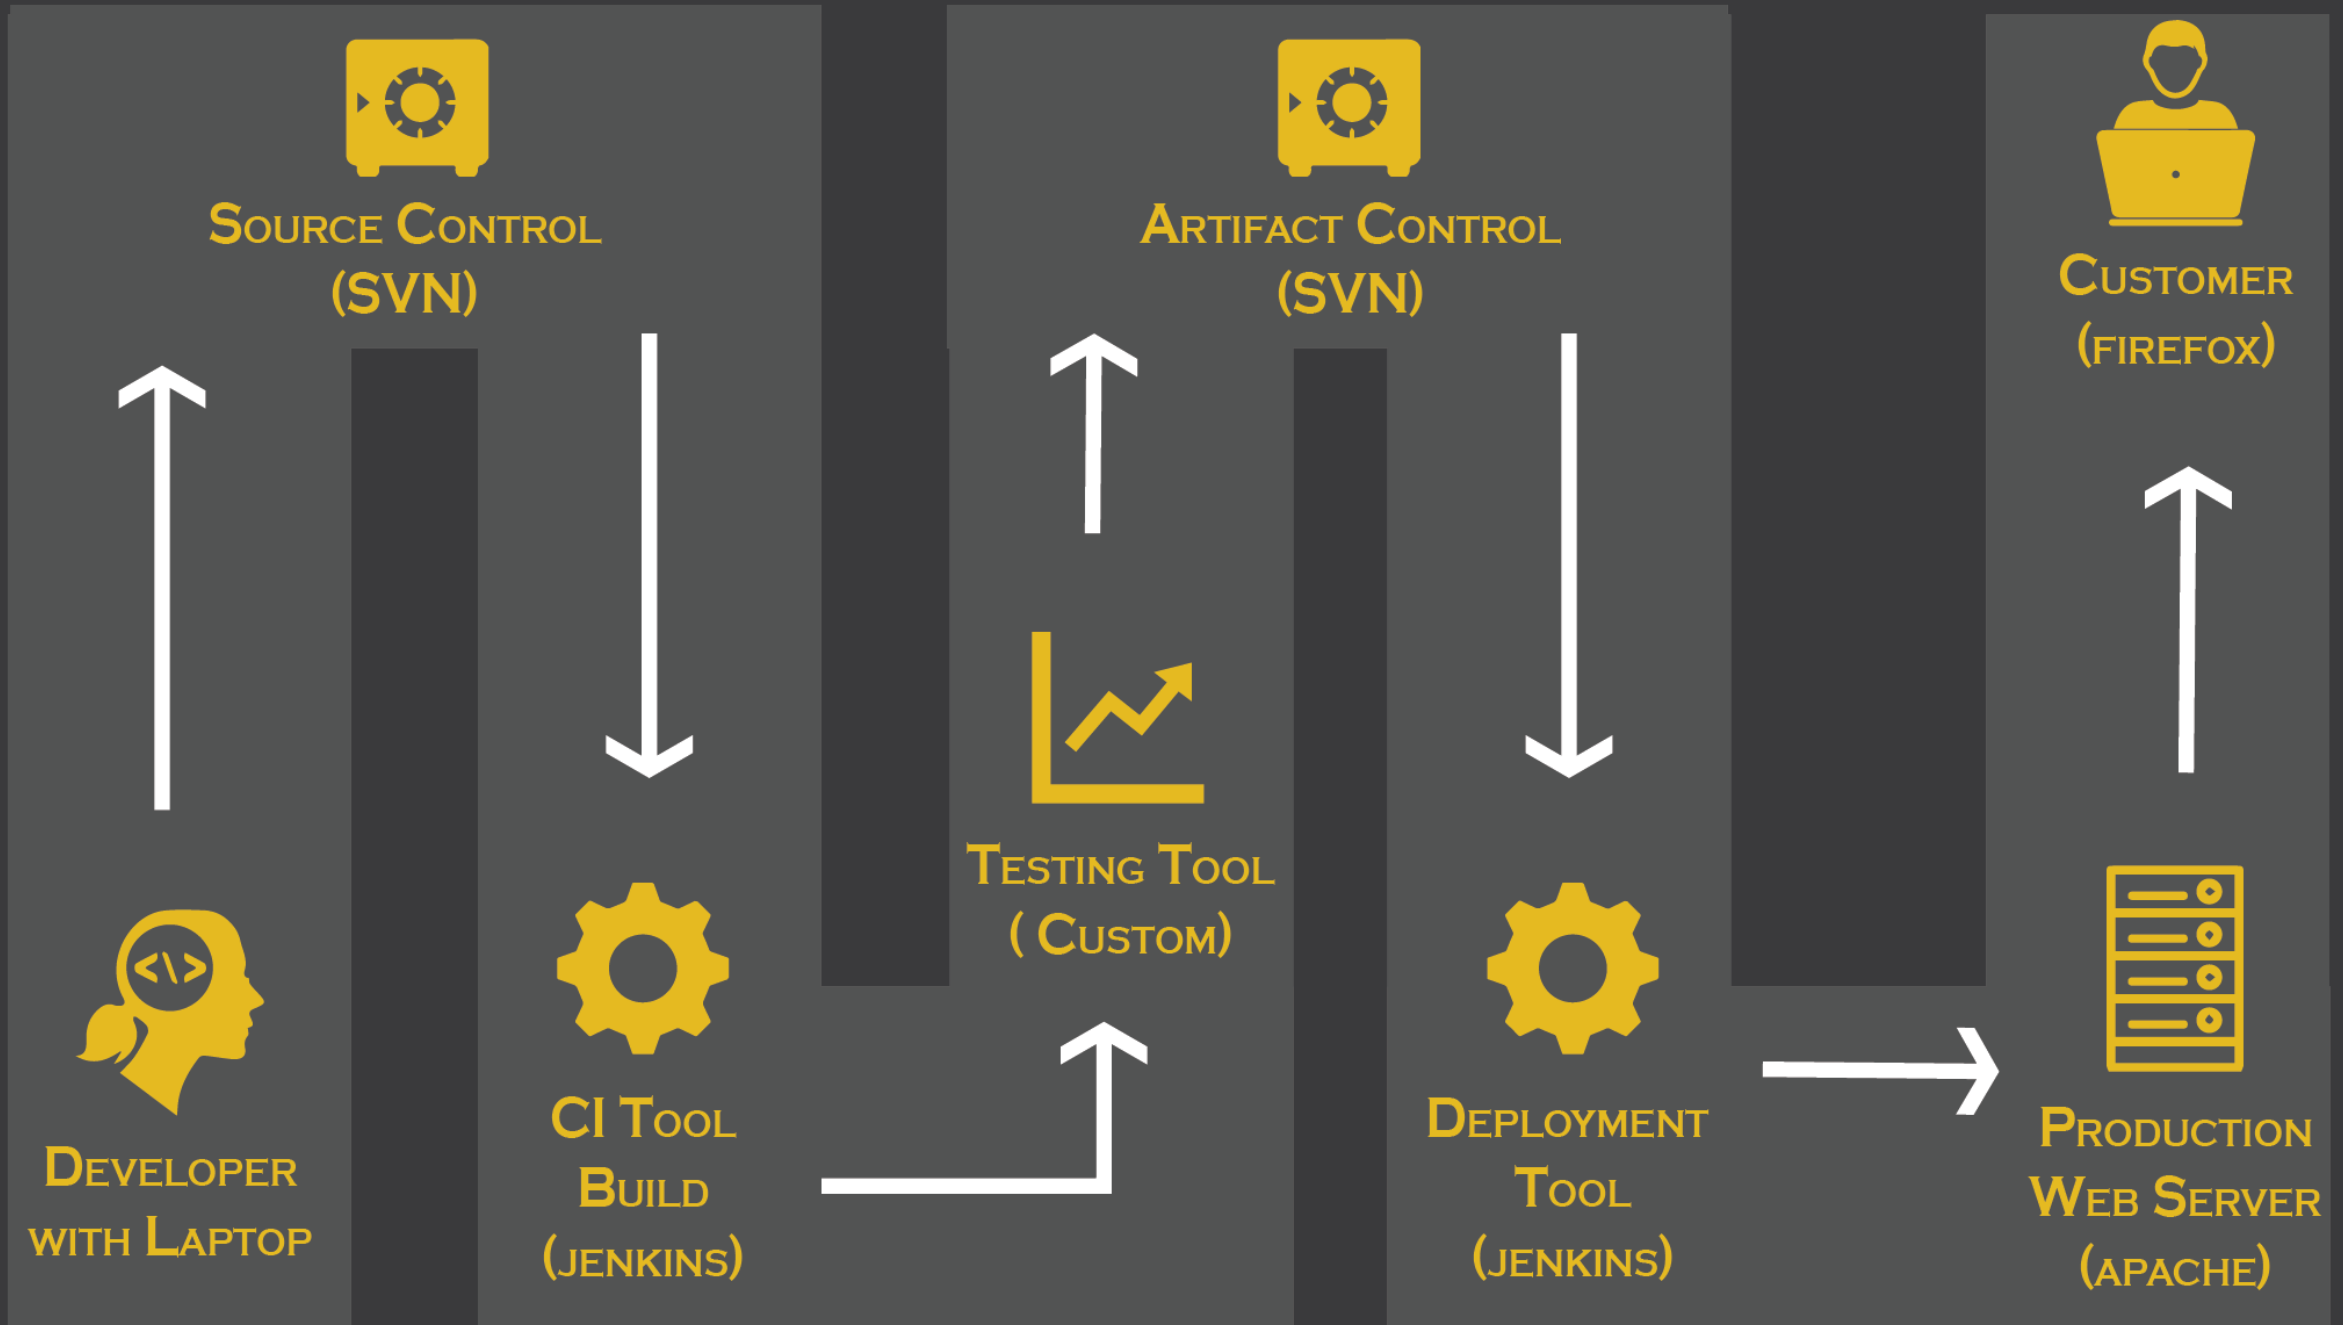 Source Control
(SVN)
Artifact Control
(SVN)
Customer
(firefox)
Testing Tool
( Custom)
<\>
Developer
with Laptop
CI Tool
Build
(jenkins)
Deployment
Tool
(jenkins)
Production
Web Server
(apache)